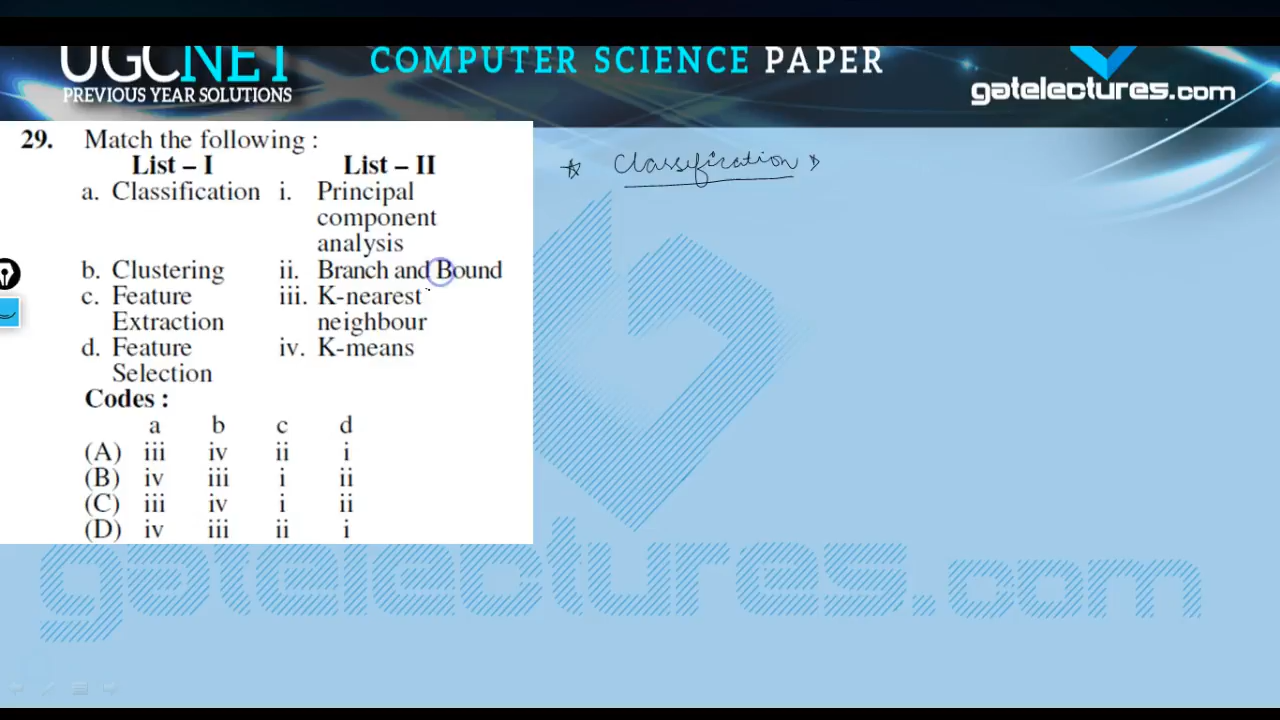 UGCNET
PREVIOUS YEAR SOLUTIONS
COMPUTER SCIENCE PAPER
gatelectures.com
29. Match the following :
List – I List – II
a. Classification i. Principal
component
analysis
b. Clustering ii. Branch and Bound
c. Feature iii. K-nearest
Extraction neighbour
d. Feature iv. K-means
Selection
Codes :
a b c d
(A) iii iv ii i
(B) iv iii i ii
(C) iii iv i ii
(D) iv iii ii i
Classification
gatelectures.com